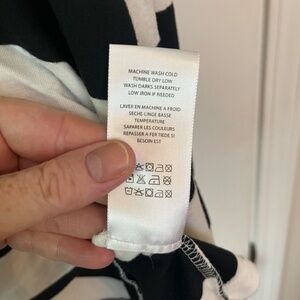 MACHINE WASH COLD
TUMBLE DRY LOW
WASH DARKS SEPARATELY
LOW IRON IF NEEDED
LAVER EN MACHINE A FROID
SECHE-LINGE BASSE
TEMPERATURE
SAPARER LES COULEURS
REPASSER A FER TIEDE SI
BESOIN EST